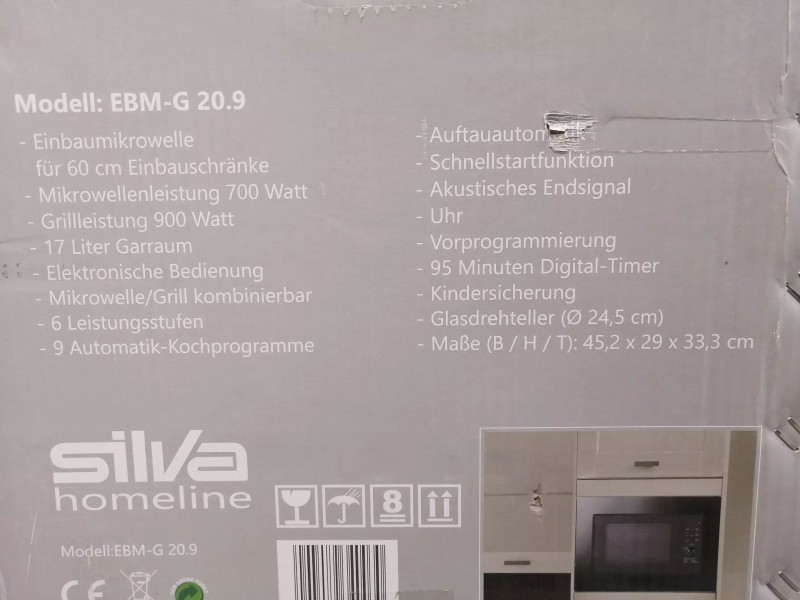 Modell: EBM-G 20.9
- Einbaumikrowelle
für 60 cm Einbauschränke
- Mikrowellenleistung 700 Watt
- Grillleistung 900 Watt
- 17 Liter Garraum
- Elektronische Bedienung
- Mikrowelle/Grill kombinierbar
- 6 Leistungsstufen
- 9 Automatik-Kochprogramme
- Schnellstartfunktion
- Akustisches Endsignal
- Uhr
- Vorprogrammierung
- 95 Minuten Digital-Timer
- Kindersicherung
- Glasdrehteller (Ø 24,5 cm)
- Maße (B / H / T): 45,2 x 29 x 33,3 cm
silva
homeline
8
Modell:EBM-G 20.9
CE